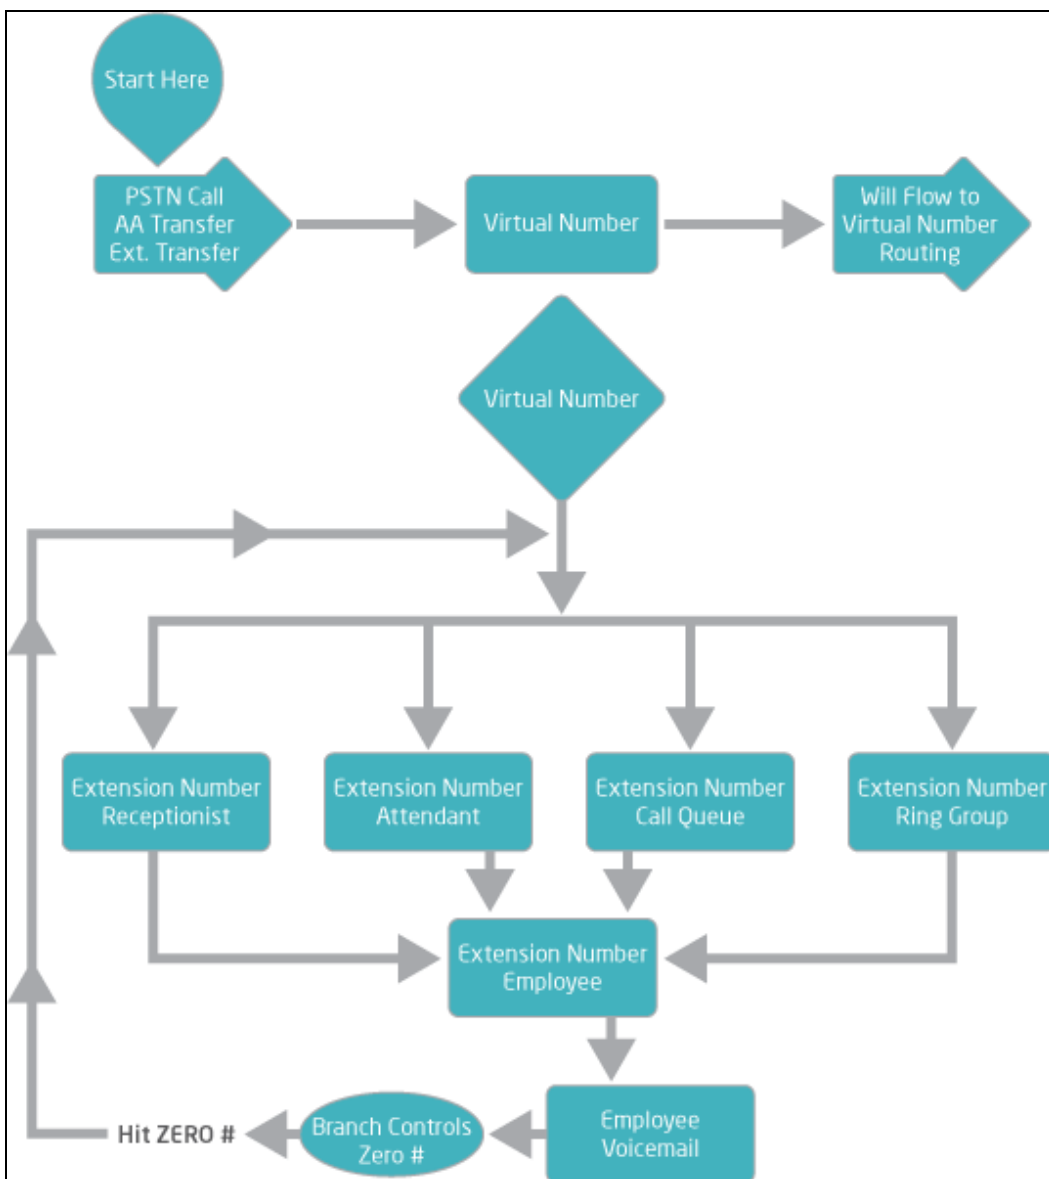 Start Here
PSTN Call
AA Transfer
Ext. Transfer
Virtual Number
Will Flow to
Virtual Number
Routing
Virtual Number
Extension Number
Receptionist
Extension Number
Attendant
Extension Number
Call Queue
Extension Number
Ring Group
Extension Number
Employee
Hit ZERO #
Branch Controls
Zero #
Employee
Voicemail